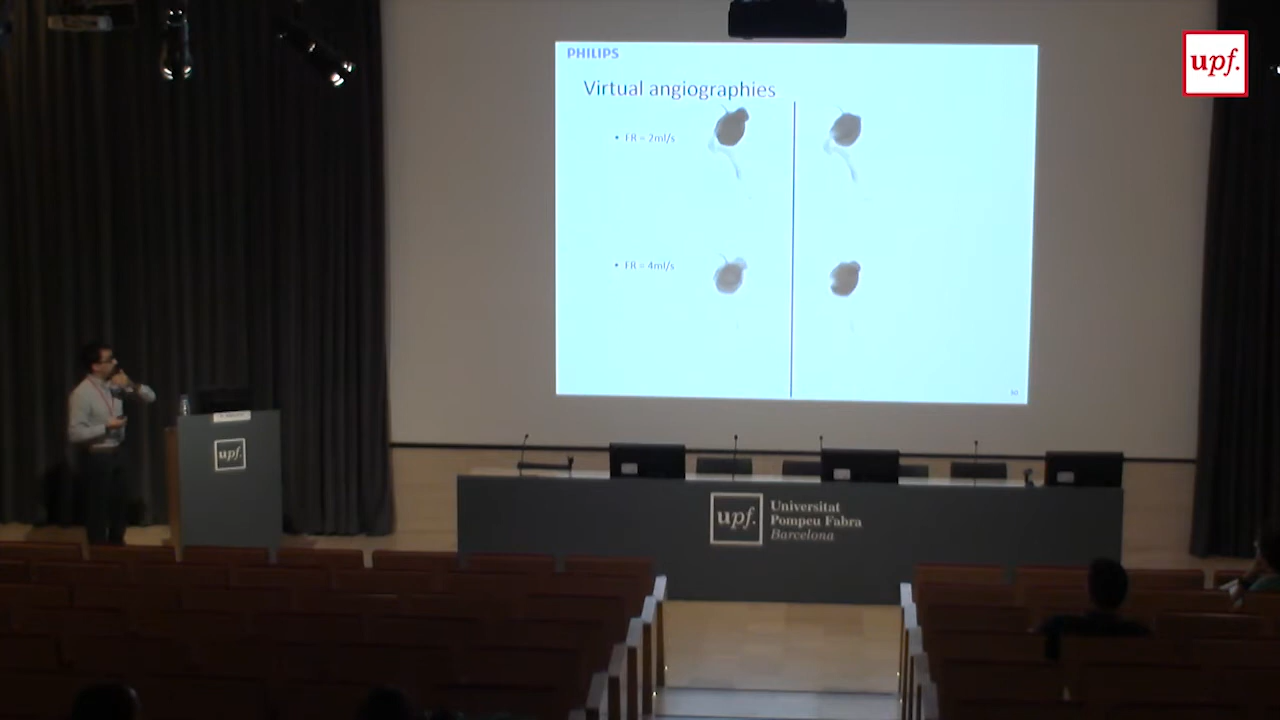 PHILIPS
Virtual angiographies
• FR = 2ml/s
• FR = 4ml/s
upf.
upf.
upf.
Universitat
Pompeu Fabra
Barcelona